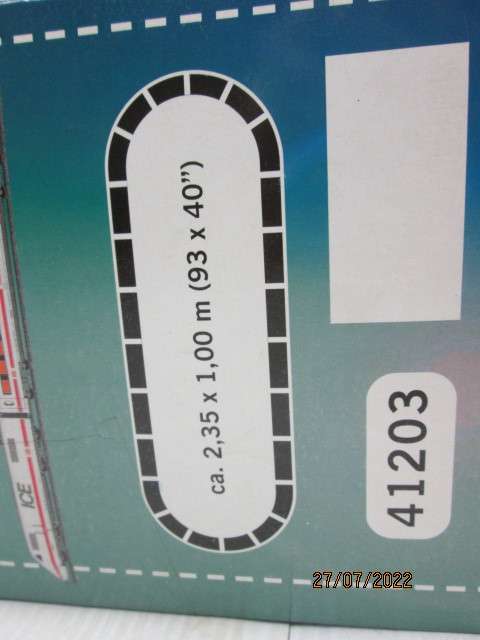 ca. 2,35 x 1,00 m (93 x 40”)
41203
ICE
27/07/2022